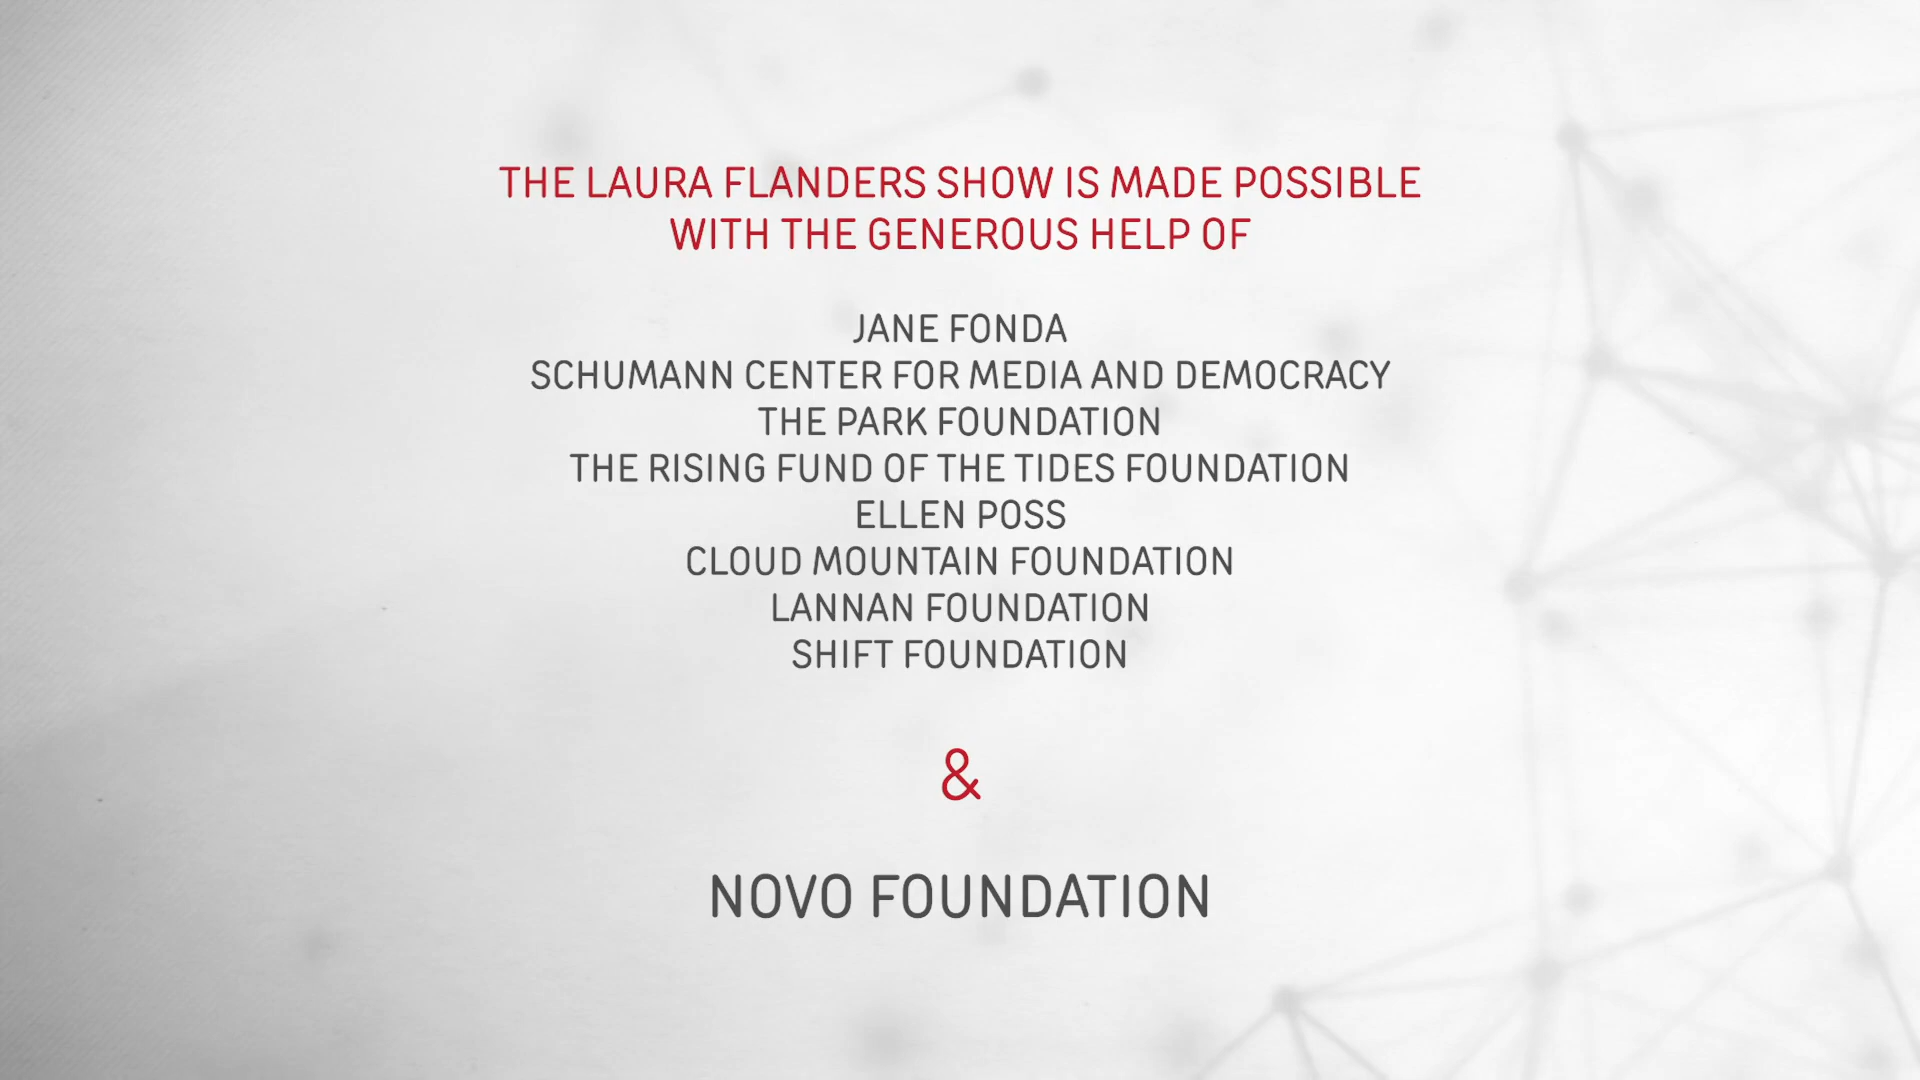 THE LAURA FLANDERS SHOW IS MADE POSSIBLE
WITH THE GENEROUS HELP OF
JANE FONDA
SCHUMANN CENTER FOR MEDIA AND DEMOCRACY
THE PARK FOUNDATION
THE RISING FUND OF THE TIDES FOUNDATION
ELLEN POSS
CLOUD MOUNTAIN FOUNDATION
LANNAN FOUNDATION
SHIFT FOUNDATION
&
NOVO FOUNDATION